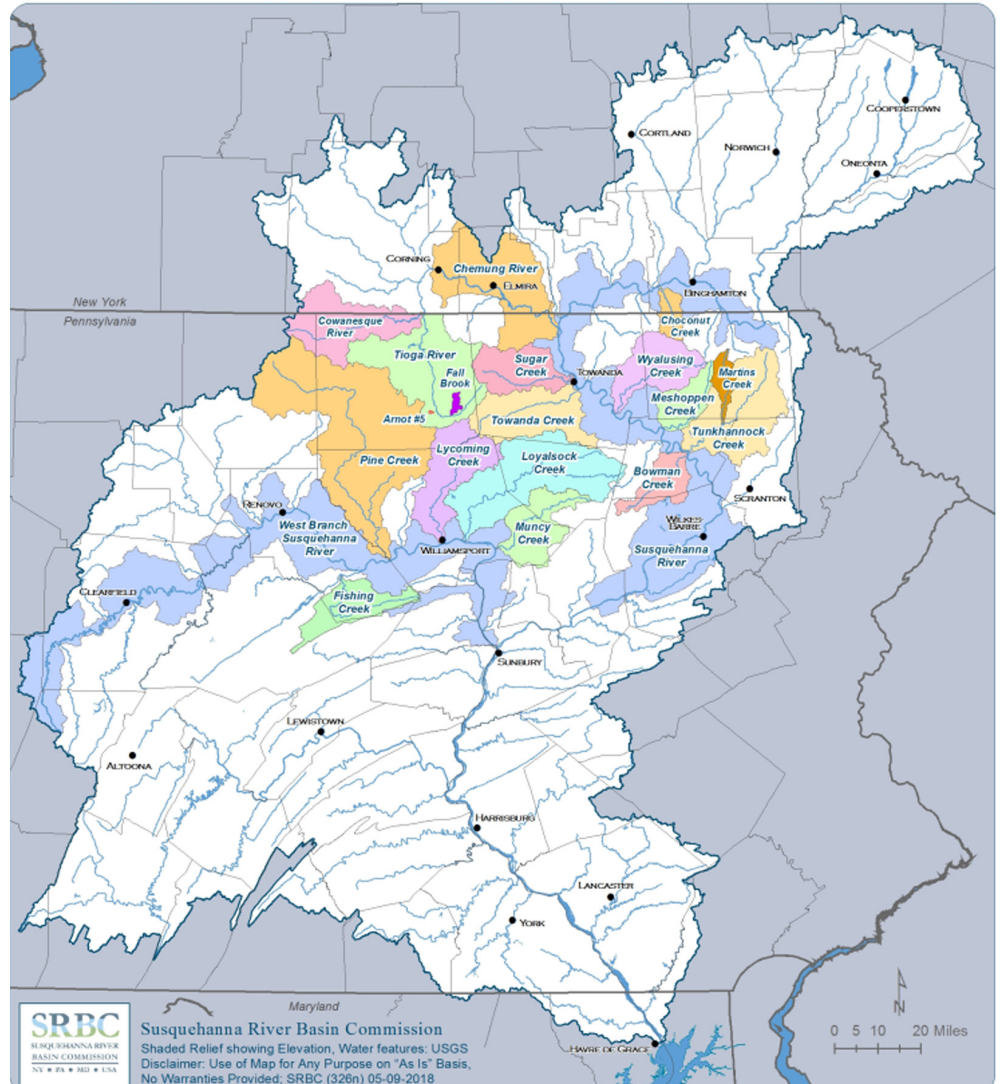 COOPERSTOWN
CORTLAND
NORWICH
ONEONTA
CORNING
Chemung River
ELMIRA
BINGHAMTON
New York
Pennsylvania
Cowanesque
River
Choconut
Creek
Tioga River
Sugar
Creek
Wyalusing
Creek
Martins
Creek
Fall
Brook
TOWANDA
Meshoppen
Creek
Arnot #5
Towanda Creek
Tunkhannock
Creek
Pine Creek
Lycoming
Creek
Loyalsock
Creek
Bowman
Creek
SCRANTON
RENOVO
West Branch
Susquehanna
River
Muncy
Creek
WILKES-
BARRE
WILLIAMSPORT
Susquehanna
River
CLEARFIELD
Fishing
Creek
SUNBURY
LEWISTOWN
ALTOONA
HARRISBURG
LANCASTER
YORK
N
Maryland
SRBC
SUSQUEHANNA RIVER
BASIN COMMISSION
NY ★ PA ★ MD ★ USA
Susquehanna River Basin Commission
Shaded Relief showing Elevation, Water features: USGS
Disclaimer: Use of Map for Any Purpose on "As Is" Basis,
No Warranties Provided; SRBC (326n) 05-09-2018
HAVRE DE GRACE
0 5 10 20 Miles